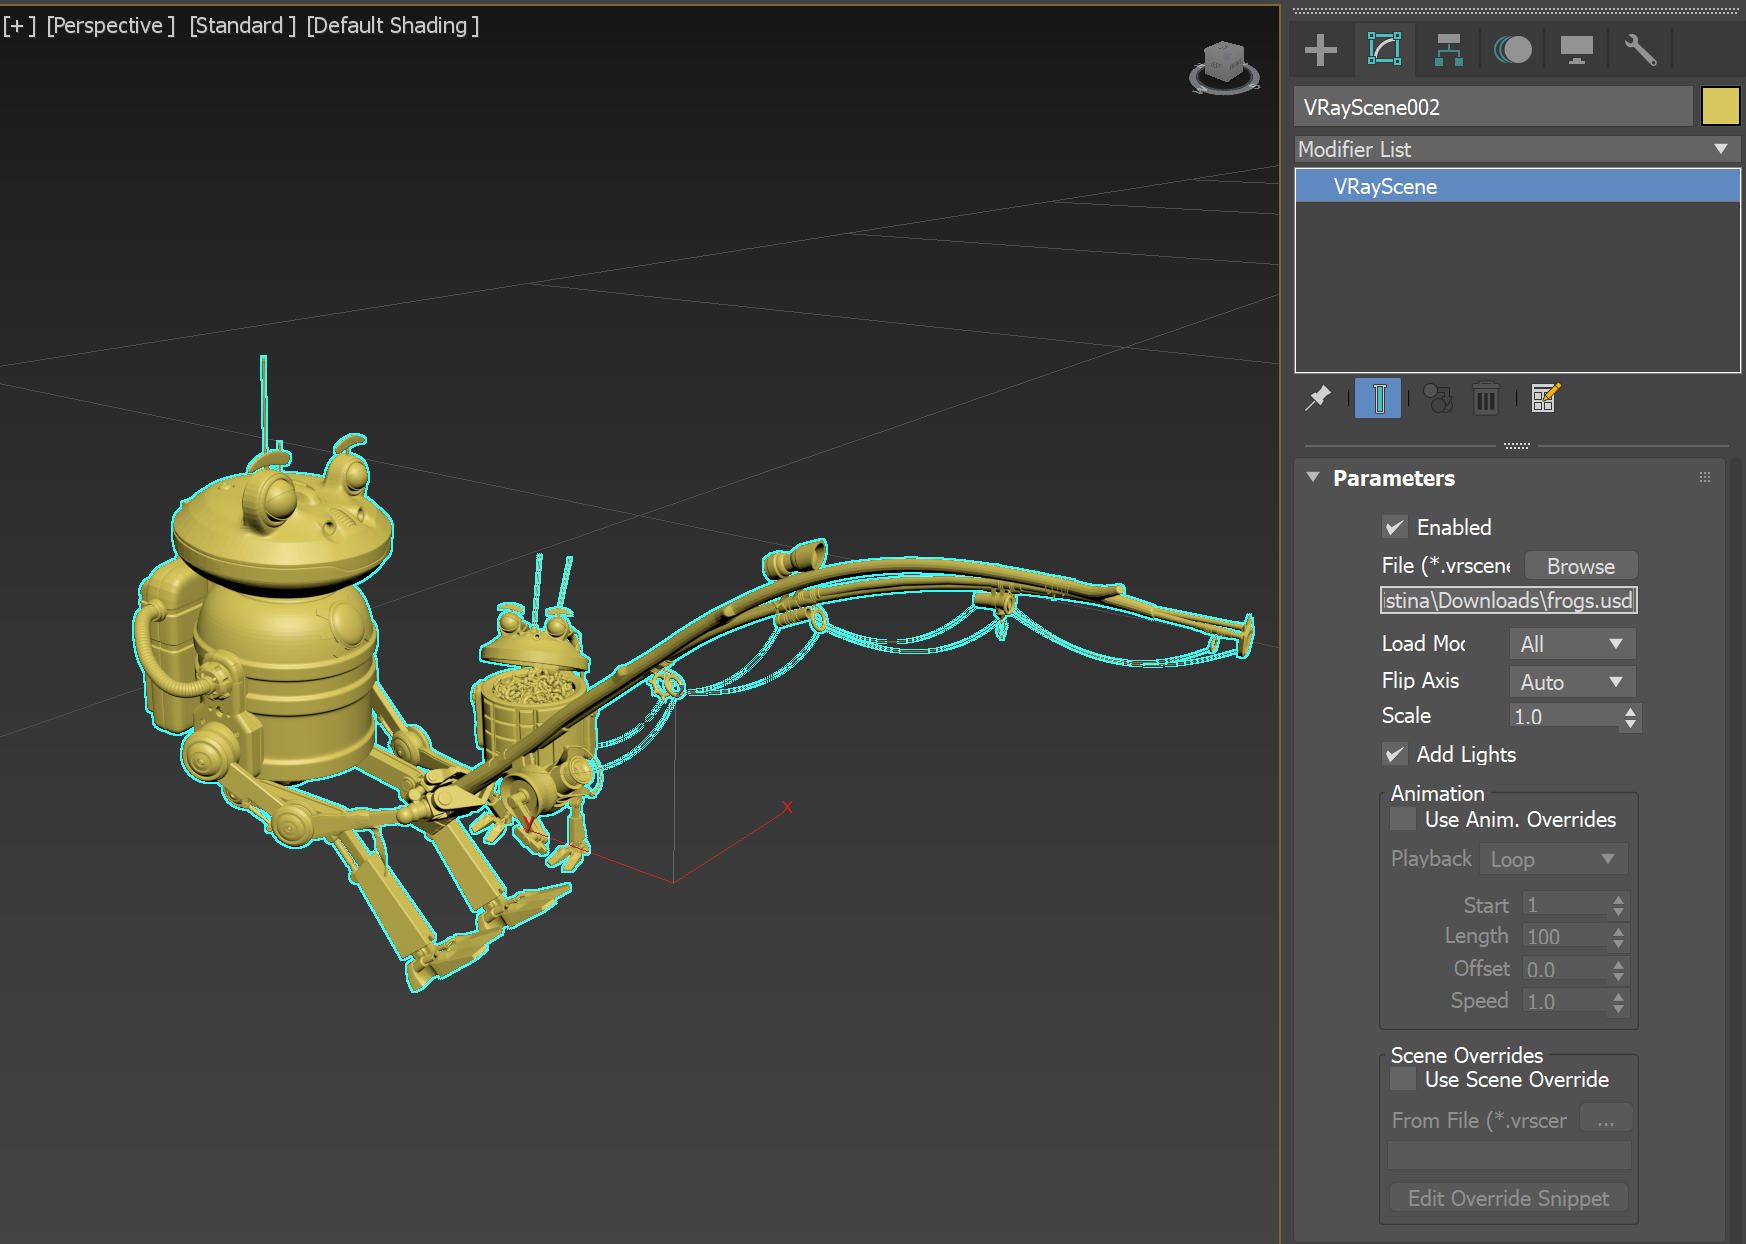 [+] [Perspective] [Standard] [Default Shading]
VRayScene002
Modifier List
VRayScene
Parameters
Enabled
File (*.vrscene
Browse
stina\Downloads\frogs.usd
Load Mod
All
Flip Axis
Auto
Scale
1.0
Add Lights
Animation
Use Anim. Overrides
Playback
Loop
Start
1
Length
100
Offset
0.0
Speed
1.0
Scene Overrides
Use Scene Override
From File (*.vrscer
...
Edit Override Snippet
x
y